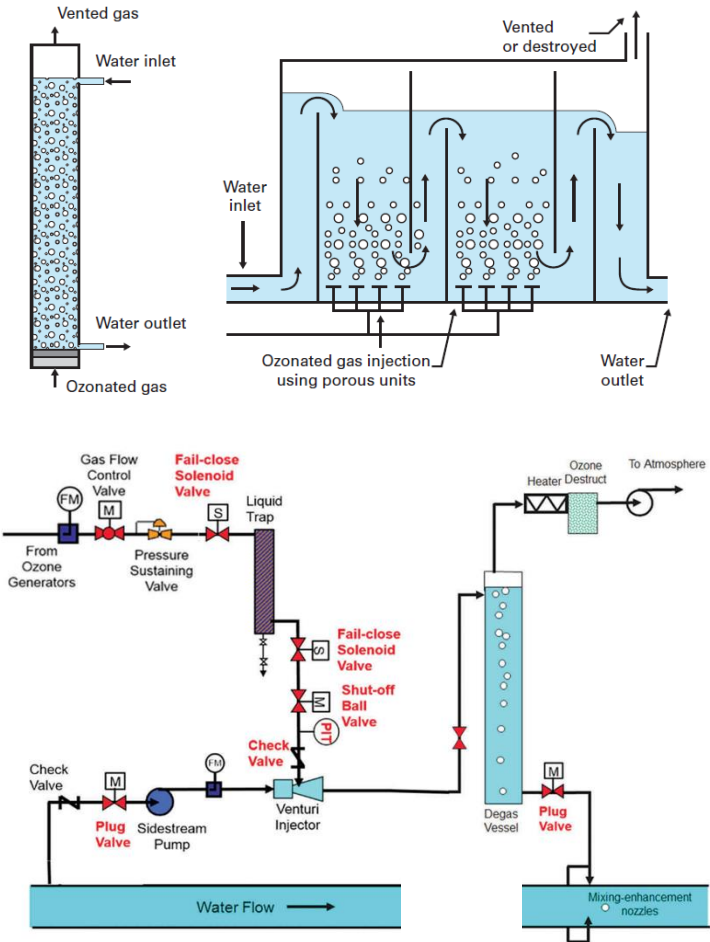 Vented gas
Water inlet
Water outlet
Ozonated gas
Vented
or destroyed
Water
inlet
Ozonated gas injection
using porous units
Water
outlet
Gas Flow
Control
Valve
Fail-close
Solenoid
Valve
FM
M
S
Liquid
Trap
From
Ozone
Generators
Pressure
Sustaining
Valve
Heater
Ozone
Destruct
To Atmosphere
S
Fail-close
Solenoid
Valve
M
Shut-off
Ball
Valve
PIT
Check
Valve
Check
Valve
M
FM
Plug
Valve
Sidestream
Pump
Venturi
Injector
Degas
Vessel
M
Plug
Valve
Water Flow
Mixing-enhancement
nozzles